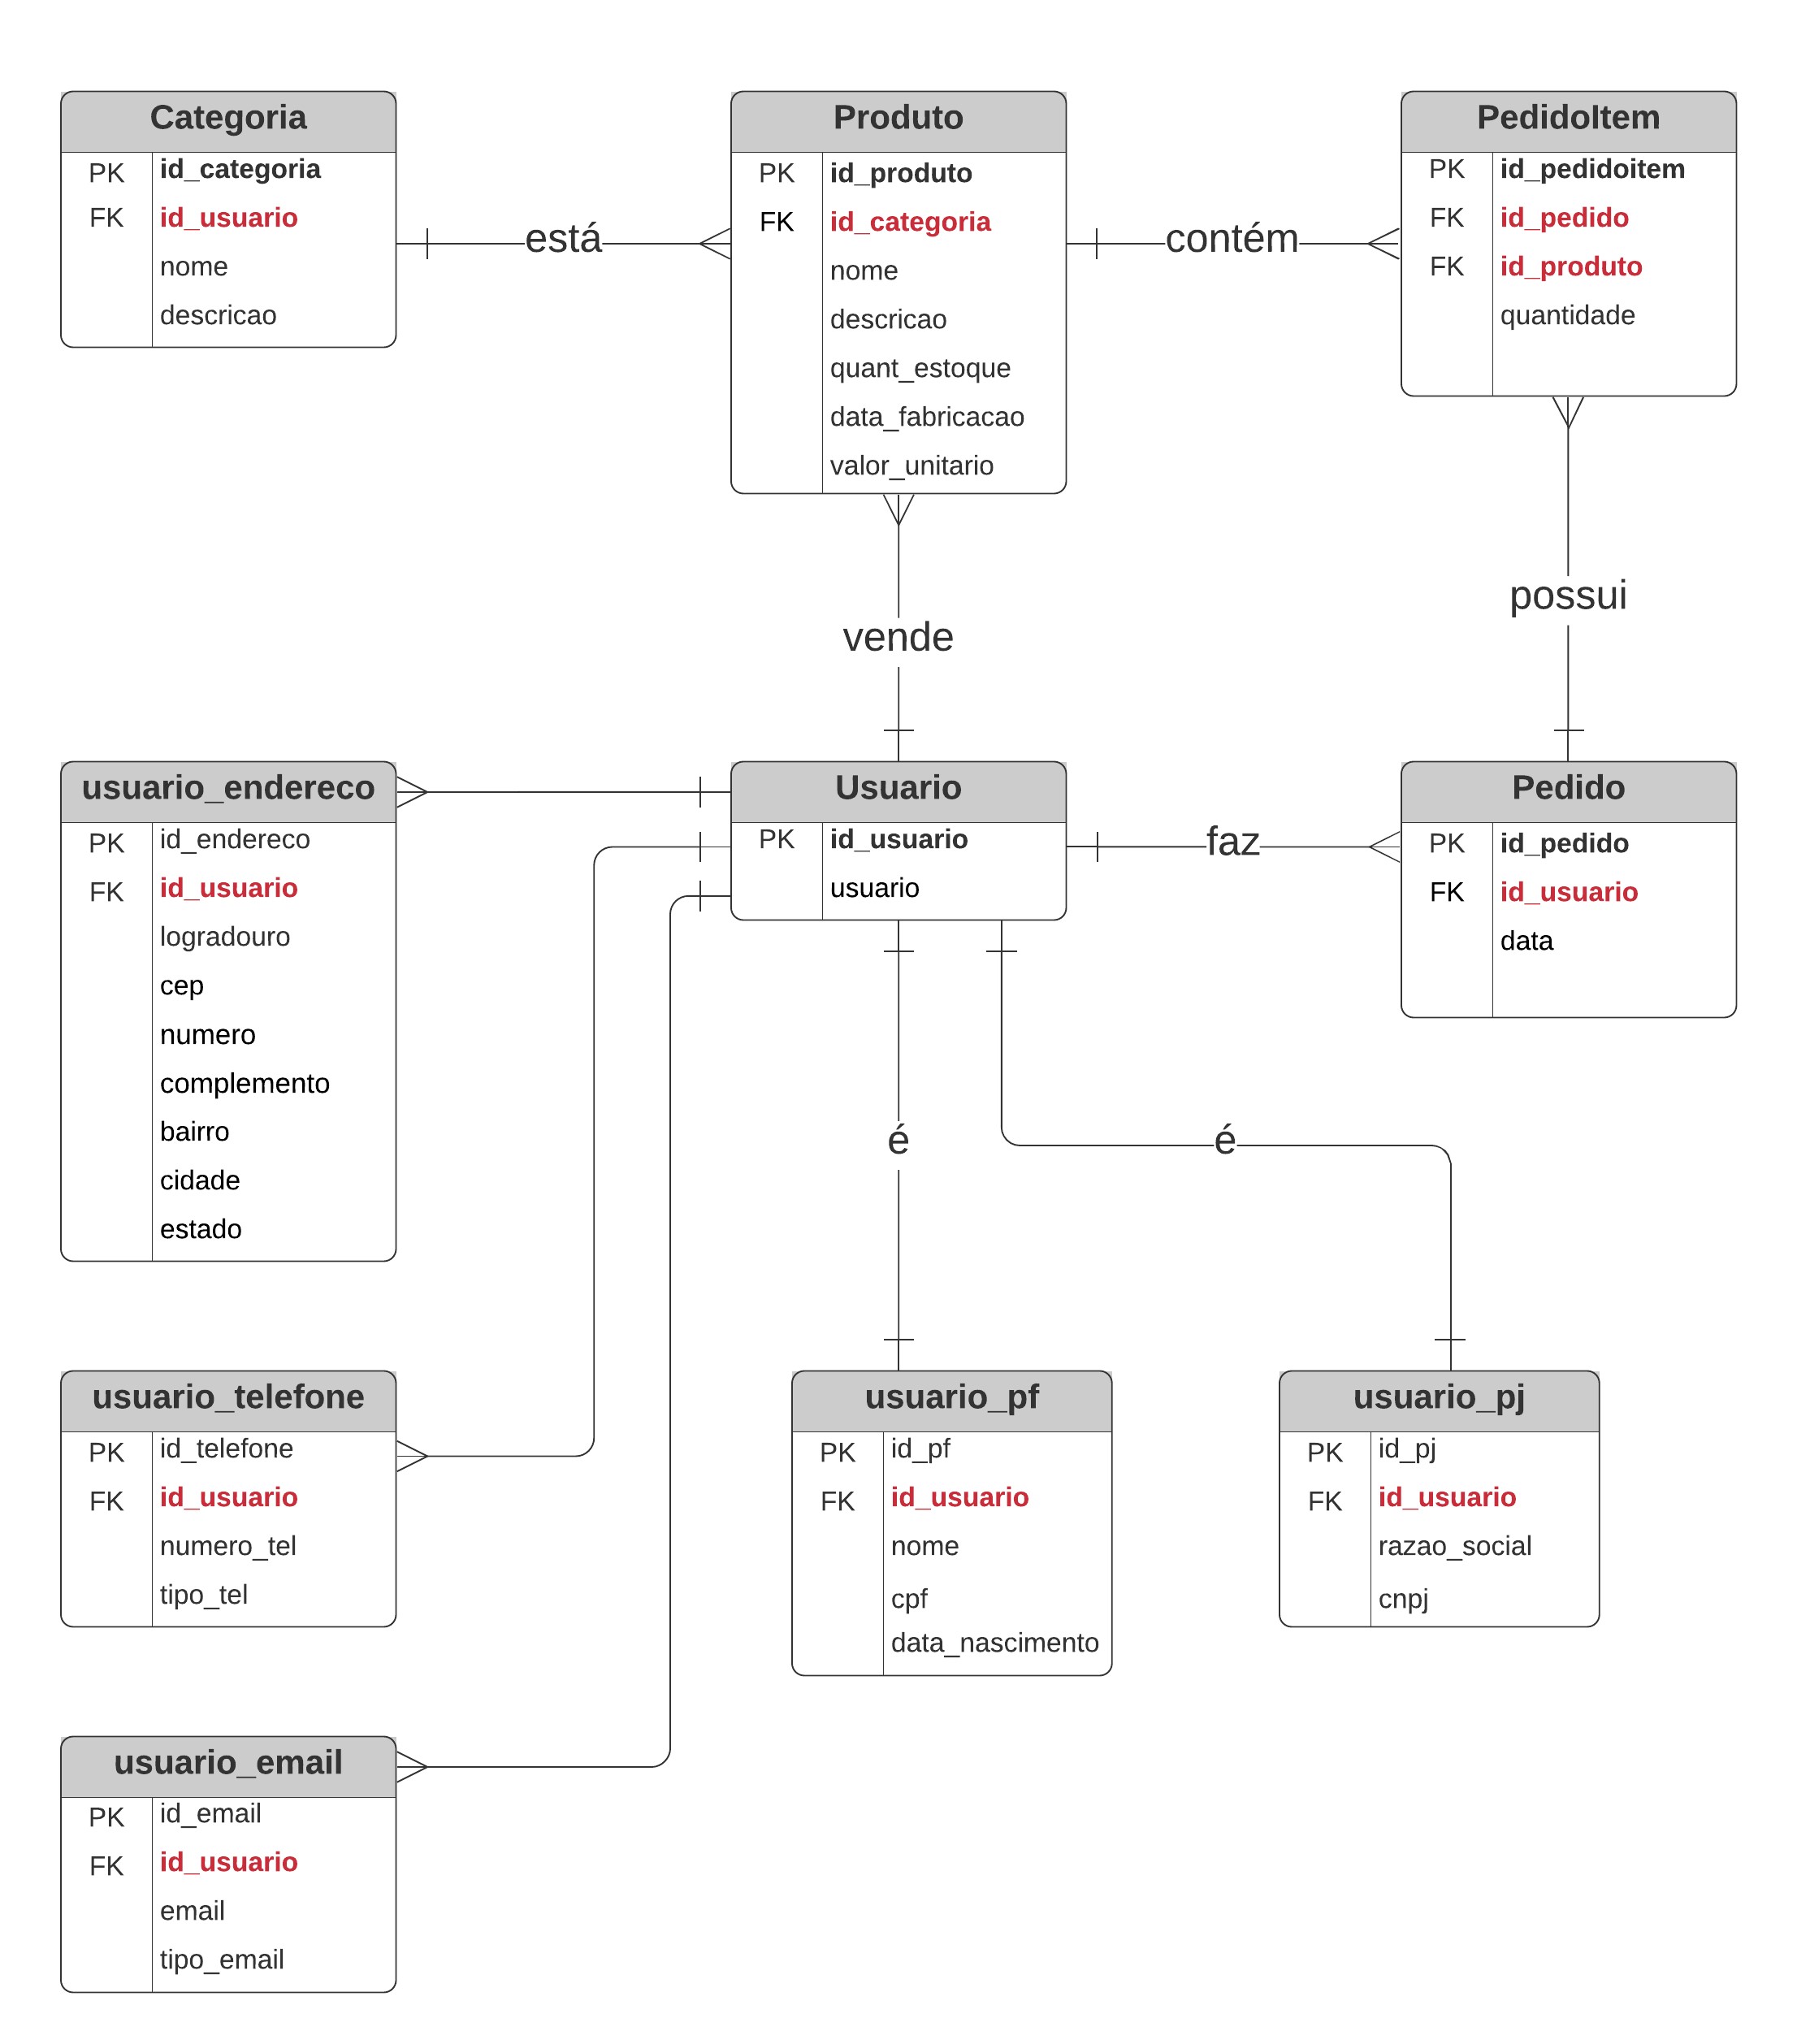 Categoria
PK id_categoria
FK id_usuario
nome
descricao
está
Produto
PK id_produto
FK id_categoria
nome
descricao
quant_estoque
data_fabricacao
valor_unitario
contém
PedidoItem
PK id_pedidoitem
FK id_pedido
FK id_produto
quantidade
vende
possui
usuario_endereco
PK id_endereco
FK id_usuario
logradouro
cep
numero
complemento
bairro
cidade
estado
Usuario
PK id_usuario
usuario
faz
Pedido
PK id_pedido
FK id_usuario
data
é
é
usuario_telefone
PK id_telefone
FK id_usuario
numero_tel
tipo_tel
usuario_pf
PK id_pf
FK id_usuario
nome
cpf
data_nascimento
usuario_pj
PK id_pj
FK id_usuario
razao_social
cnpj
usuario_email
PK id_email
FK id_usuario
email
tipo_email